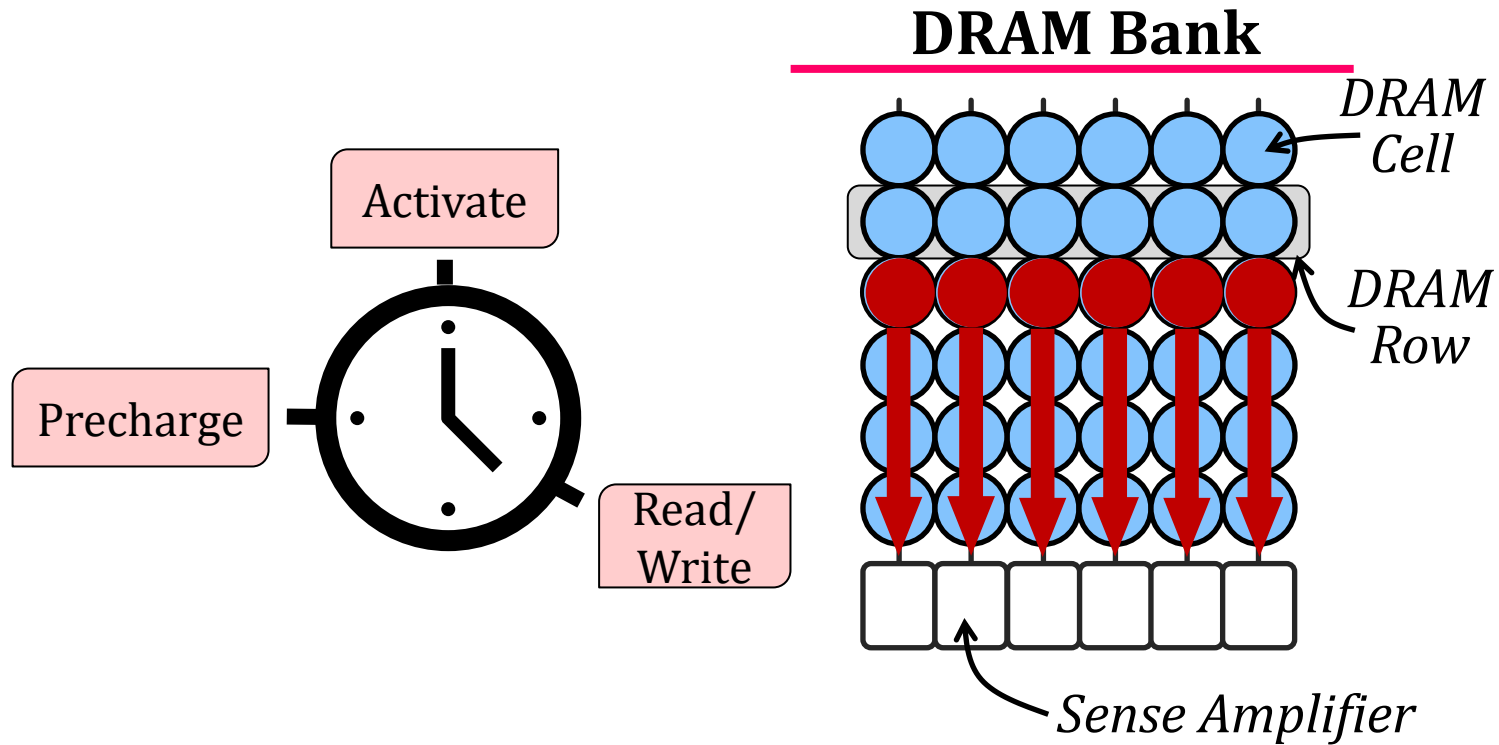 DRAM Bank
DRAM
Cell
Activate
DRAM
Row
Precharge
Read/
Write
Sense Amplifier